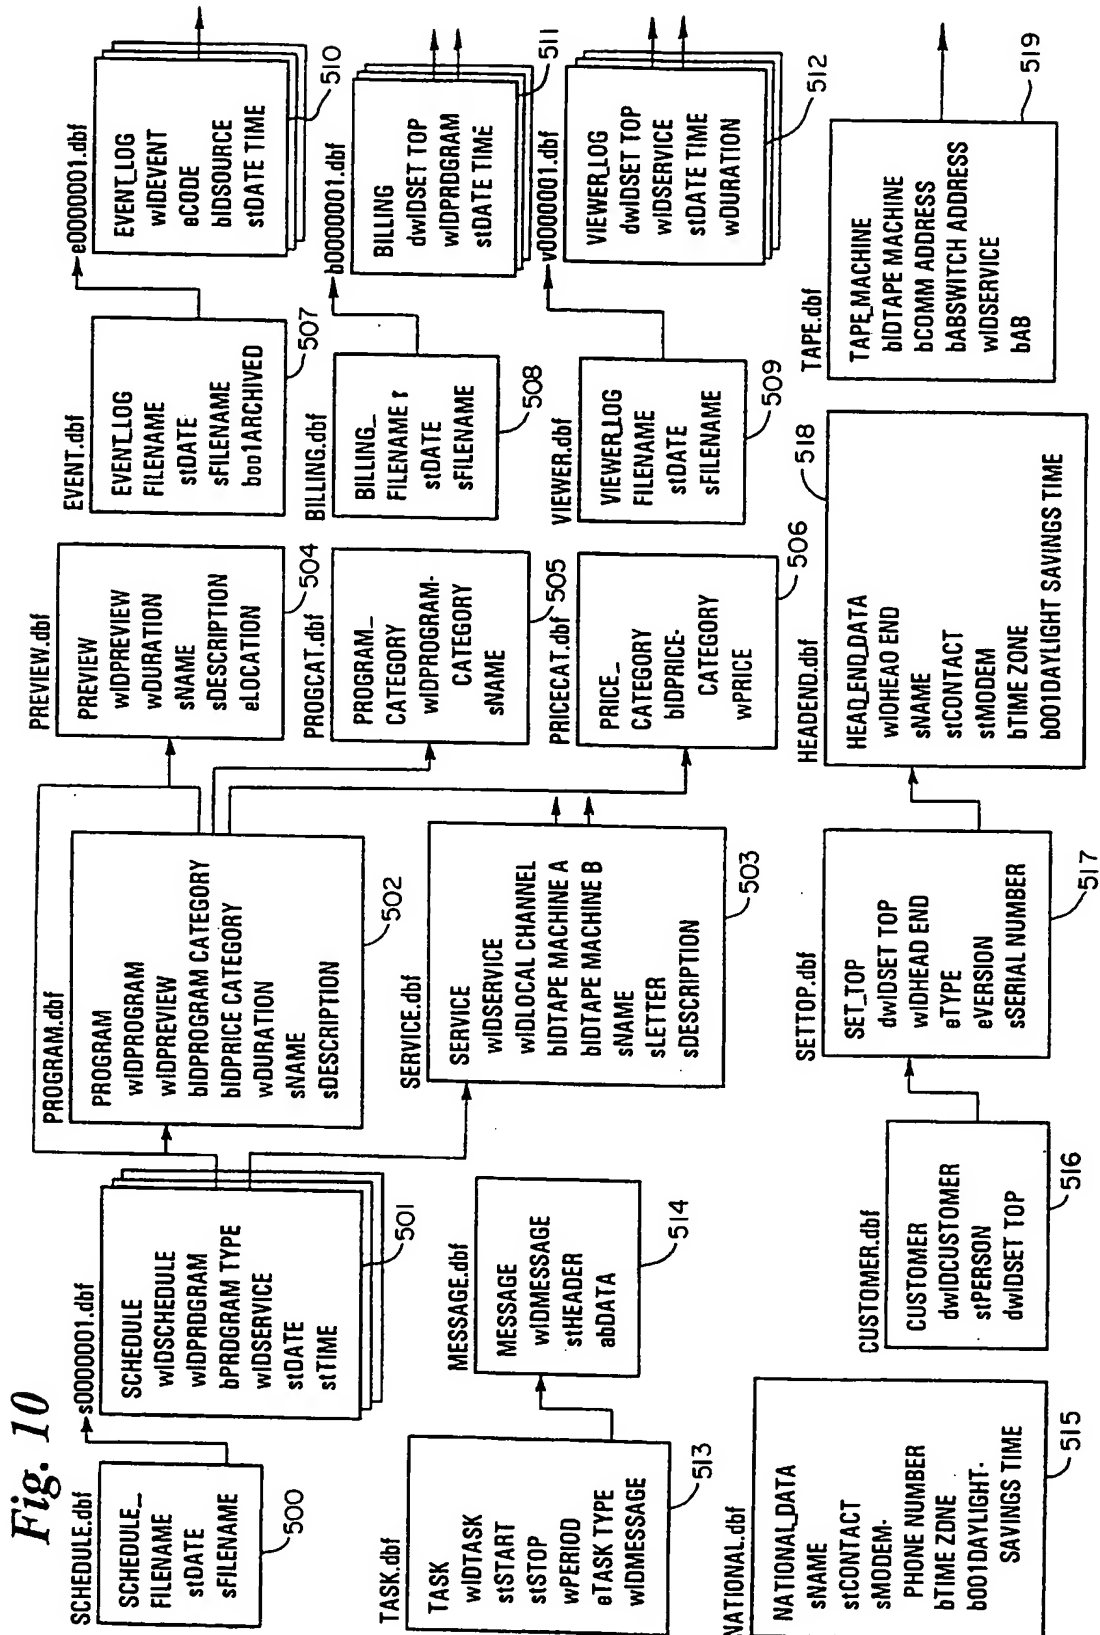 Fig. 10
SCHEDULE.dbf
SCHEDULE_
FILENAME
stDATE
sFILENAME
500
s0000001.dbf
SCHEDULE
wIDSCHEDULE
wIDPRDGRAM
bPRDGRAM TYPE
wIDSERVICE
stDATE
stTIME
501
PROGRAM.dbf
PROGRAM
wIDPROGRAM
wIDPREVIEW
bIDPROGRAM CATEGORY
bIDPRICE CATEGORY
wDURATION
sNAME
sDESCRIPTION
502
PREVIEW.dbf
PREVIEW
wIDPREVIEW
wDURATION
sNAME
sDESCRIPTION
eLOCATION
504
EVENT.dbf
EVENT_LOG
FILENAME
stDATE
sFILENAME
boo1ARCHIVED
507
e0000001.dbf
EVENT_LOG
wIDEVENT
eCODE
bIDSOURCE
stDATE TIME
510
PROGCAT.dbf
PROGRAM_
CATEGORY
wIDPROGRAM-
CATEGORY
sNAME
505
BILLING.dbf
BILLING_
FILENAME r
stDATE
sFILENAME
508
b0000001.dbf
BILLING
dwIDSET TOP
wIDPRDGRAM
stDATE TIME
511
SERVICE.dbf
SERVICE
wIDSERVICE
wIDLOCAL CHANNEL
bIDTAPE MACHINE A
bIDTAPE MACHINE B
sNAME
sLETTER
sDESCRIPTION
503
PRICECAT.dbf
PRICE_
CATEGORY
bIDPRICE-
CATEGORY
wPRICE
506
VIEWER.dbf
VIEWER_LOG
FILENAME
stDATE
sFILENAME
509
v0000001.dbf
VIEWER_LOG
dwIDSET TOP
wIDSERVICE
stDATE TIME
wDURATION
512
TASK.dbf
TASK
wIDTASK
stSTART
stSTOP
wPERIOD
eTASK TYPE
wIDMESSAGE
513
MESSAGE.dbf
MESSAGE
wIDMESSAGE
stHEADER
abDATA
514
NATIONAL.dbf
NATIONAL_DATA
sNAME
stCONTACT
sMODEM-
PHONE NUMBER
bTIME ZDNE
b001DAYLIGHT-
SAVINGS TIME
515
CUSTOMER.dbf
CUSTOMER
dwIDCUSTOMER
stPERSON
dwIDSET TOP
516
SETTOP.dbf
SET_TOP
dwIDSET TOP
wIDHEAD END
eTYPE
eVERSION
sSERIAL NUMBER
517
HEADEND.dbf
HEAD_END_DATA
wIDHEAO END
sNAME
stCONTACT
stMODEM
bTIME ZONE
b001DAYLIGHT SAVINGS TIME
518
TAPE.dbf
TAPE_MACHINE
bIDTAPE MACHINE
bCOMM ADDRESS
bABSWITCH ADDRESS
wIDSERVICE
bAB
519